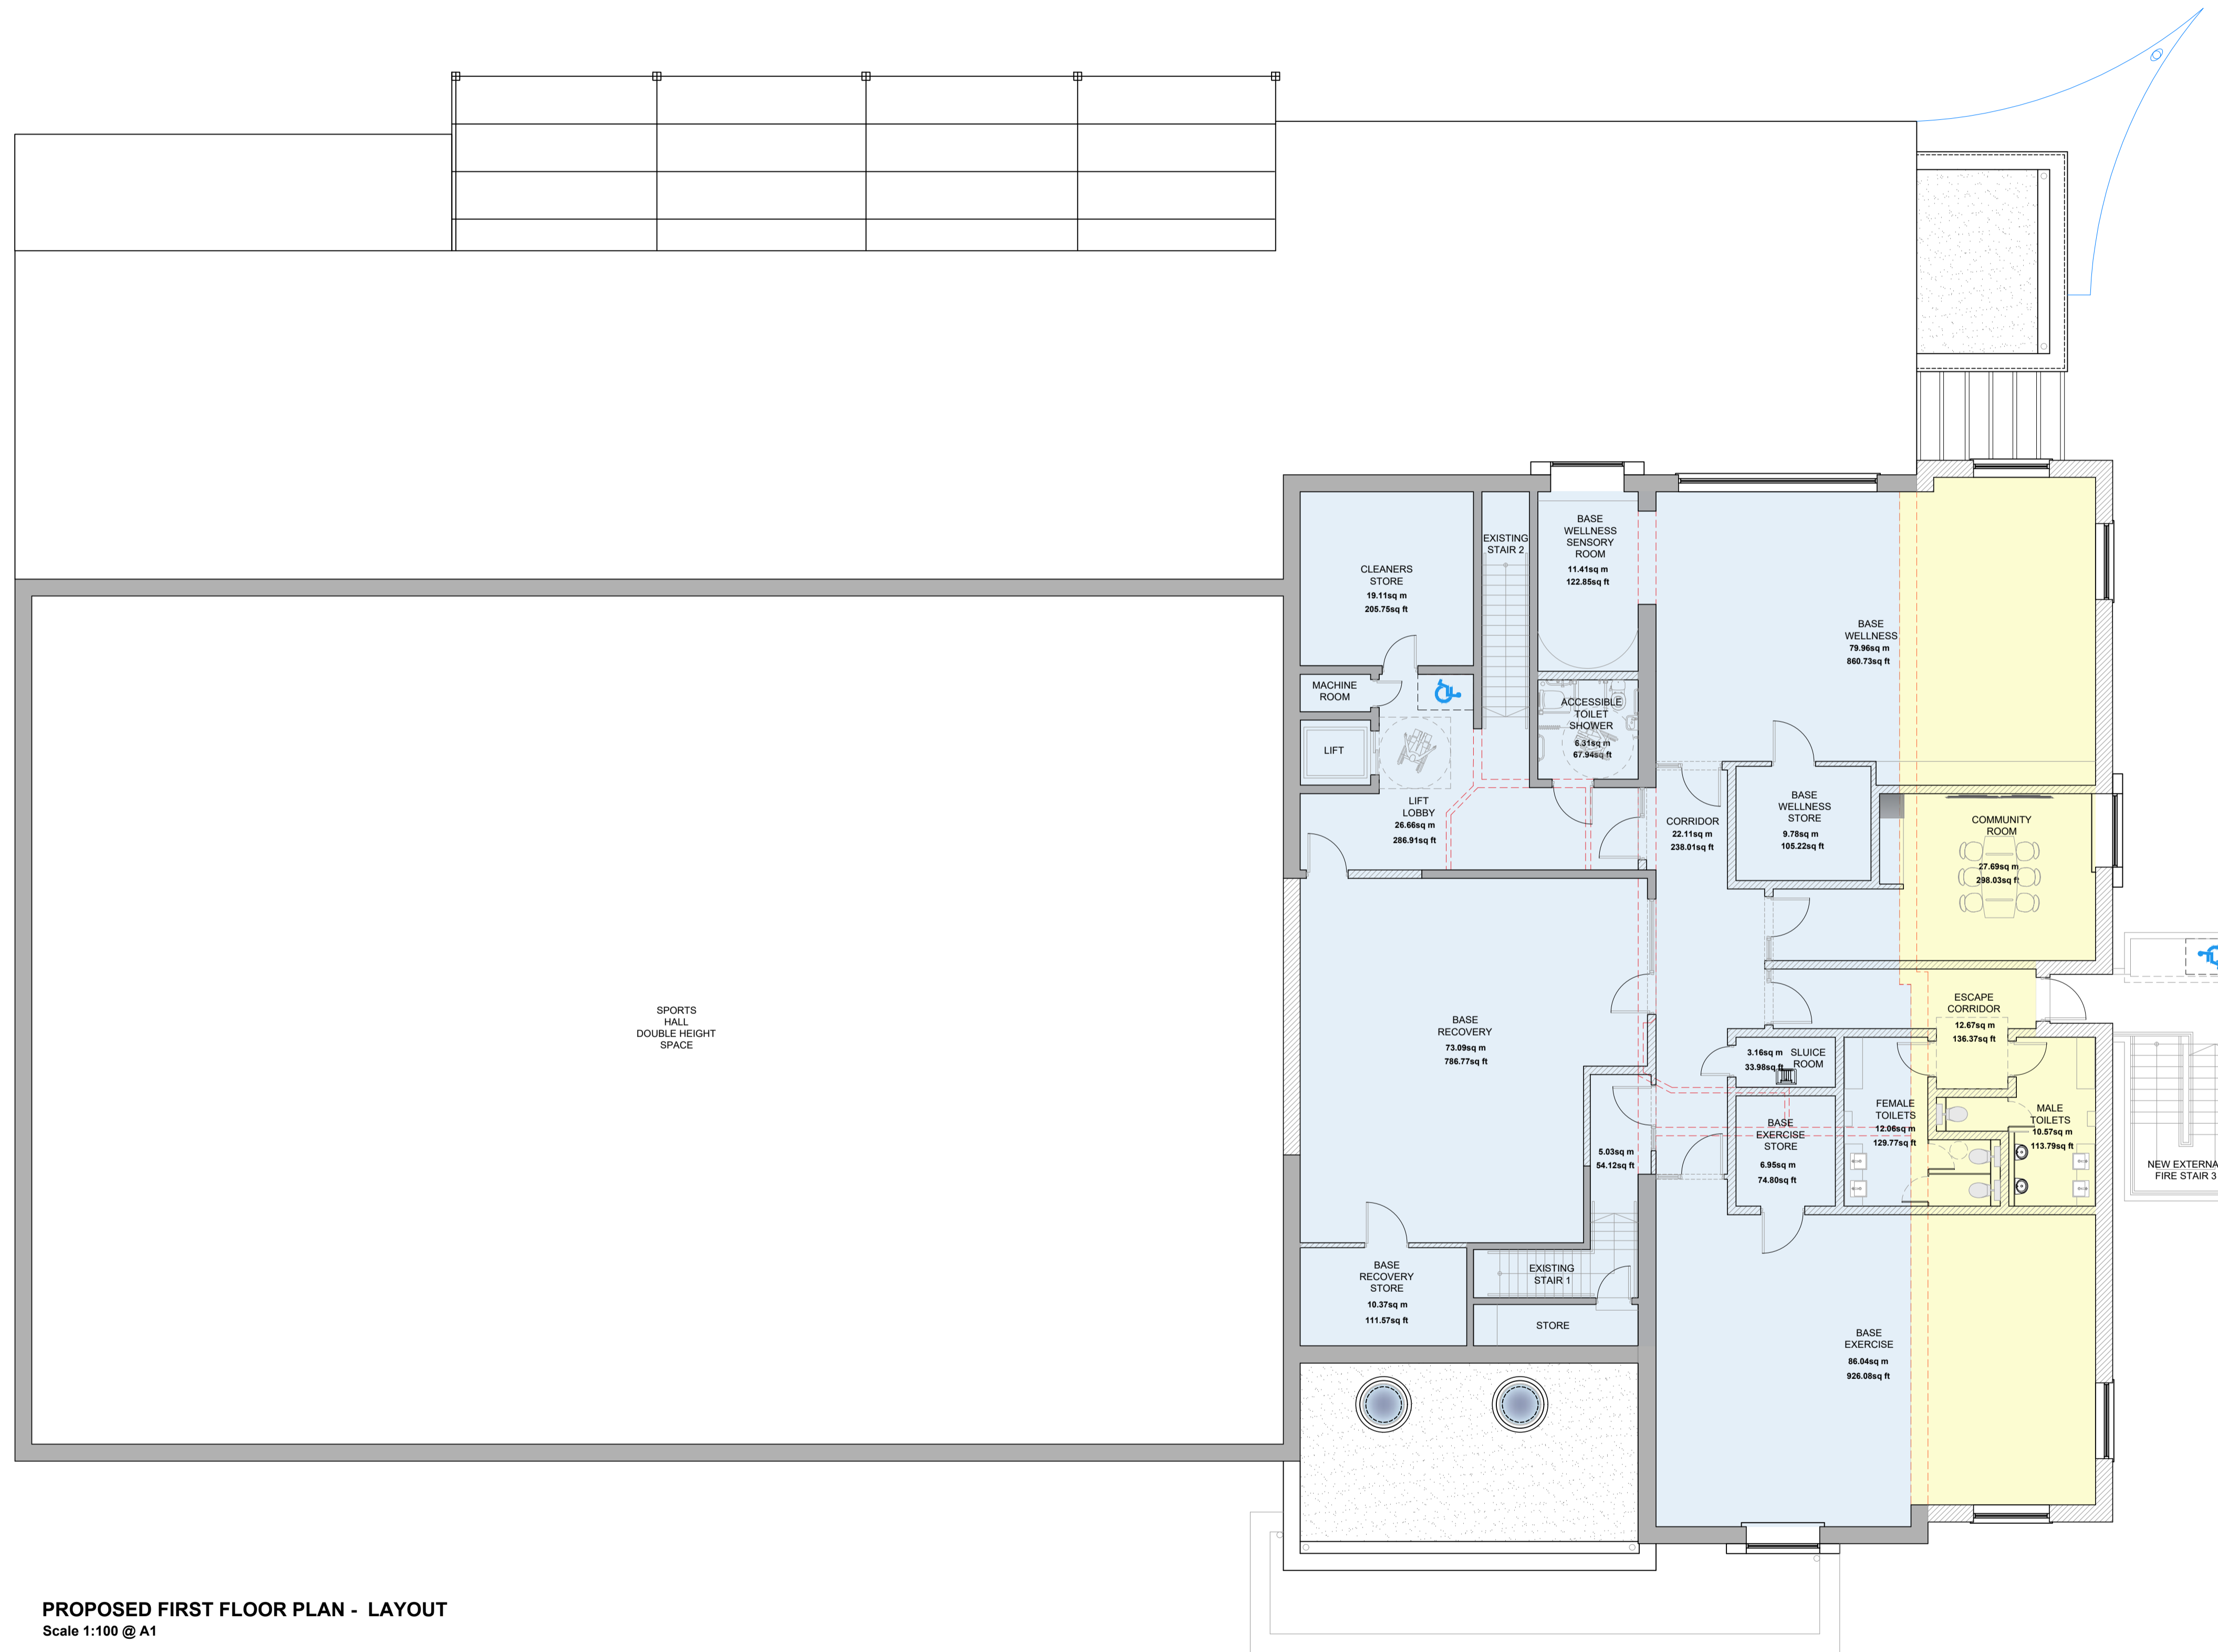 EXISTING
STAIR 2
BASE
WELLNESS
SENSORY
ROOM
11.41sq m
122.85sq ft
CLEANERS
STORE
19.11sq m
205.75sq ft
BASE
WELLNESS
79.96sq m
860.73sq ft
MACHINE
ROOM
ACCESSIBLE
TOILET
SHOWER
6.31sq m
67.94sq ft
LIFT
LIFT
LOBBY
26.66sq m
286.91sq ft
CORRIDOR
22.11sq m
238.01sq ft
BASE
WELLNESS
STORE
9.78sq m
105.22sq ft
COMMUNITY
ROOM
27.69sq m
298.03sq ft
SPORTS
HALL
DOUBLE HEIGHT
SPACE
BASE
RECOVERY
73.09sq m
786.77sq ft
ESCAPE
CORRIDOR
12.67sq m
136.37sq ft
3.16sq m
33.98sq ft
SLUICE
ROOM
FEMALE
TOILETS
12.06sq m
129.77sq ft
MALE
TOILETS
10.57sq m
113.79sq ft
BASE
EXERCISE
STORE
6.95sq m
74.80sq ft
5.03sq m
54.12sq ft
NEW EXTERNA
FIRE STAIR 3
BASE
RECOVERY
STORE
10.37sq m
111.57sq ft
EXISTING
STAIR 1
STORE
BASE
EXERCISE
86.04sq m
926.08sq ft
PROPOSED FIRST FLOOR PLAN - LAYOUT
Scale 1:100 @ A1